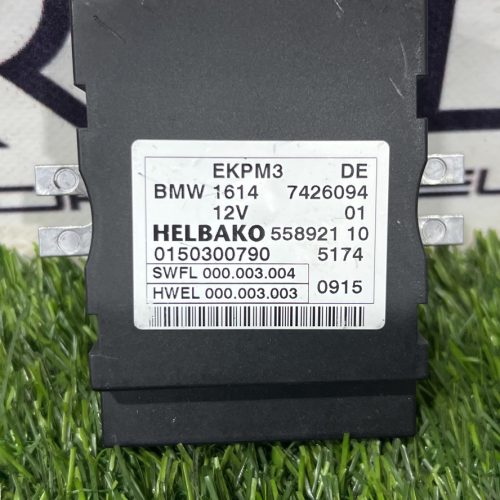 EKPM3 DE
BMW 1614 7426094
12V 01
HELBAKO 558921 10
0150300790 5174
SWFL 000.003.004
HWEL 000.003.003 0915